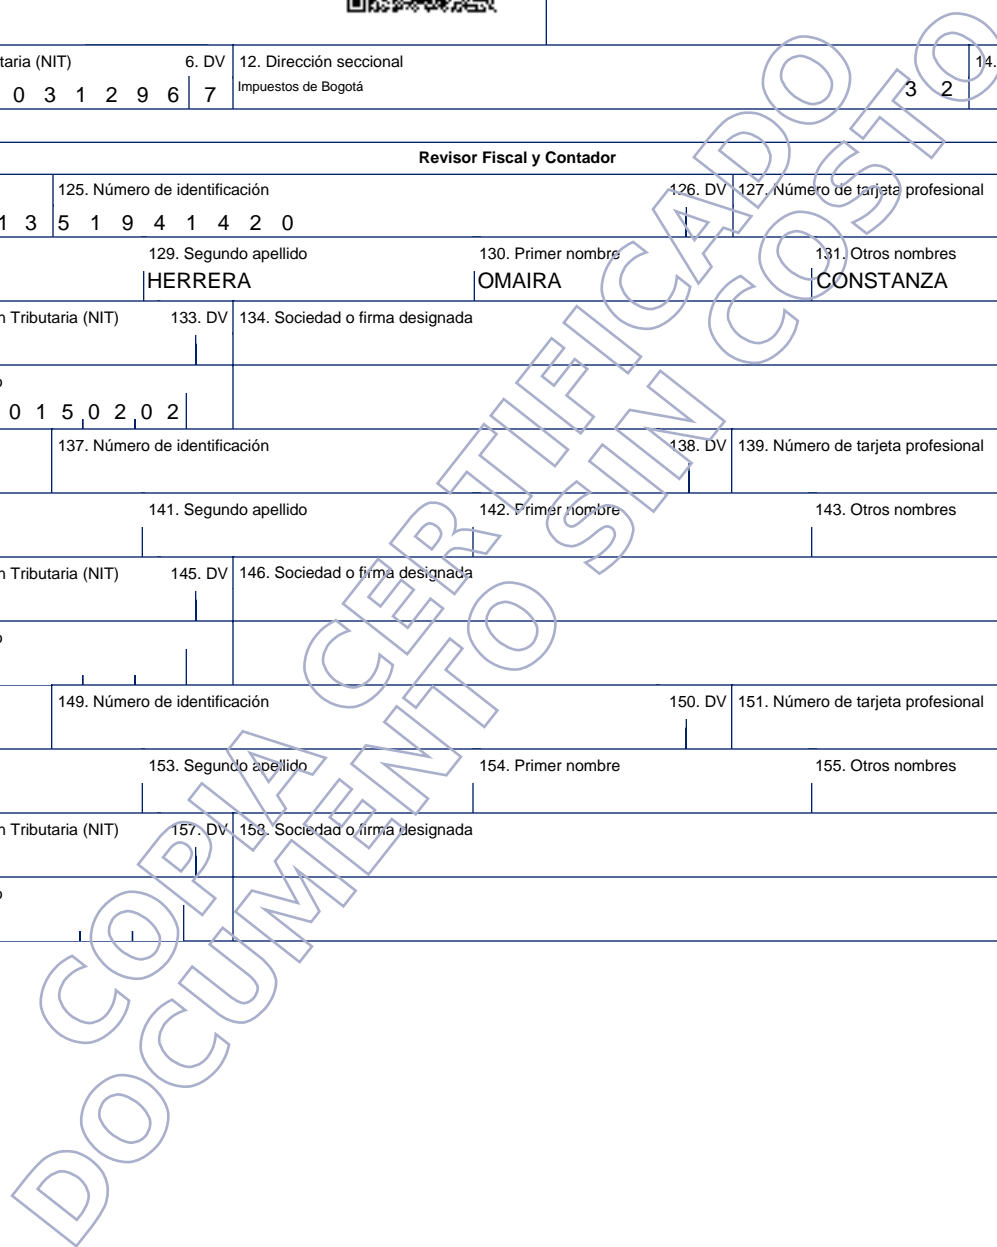 taria (NIT) 6. DV 12. Dirección seccional 14.
0 3 1 2 9 6 7 Impuestos de Bogotá 3 2
Revisor Fiscal y Contador
125. Número de identificación 126. DV 127. Número de tarjeta profesional
1 3 5 1 9 4 1 4 2 0
129. Segundo apellido 130. Primer nombre 131. Otros nombres
HERRERA OMAIRA CONSTANZA
n Tributaria (NIT) 133. DV 134. Sociedad o firma designada
o
0 1 5 0 2 0 2
137. Número de identificación 138. DV 139. Número de tarjeta profesional
141. Segundo apellido 142. Primer nombre 143. Otros nombres
n Tributaria (NIT) 145. DV 146. Sociedad o firma designada
o
149. Número de identificación 150. DV 151. Número de tarjeta profesional
153. Segundo apellido 154. Primer nombre 155. Otros nombres
n Tributaria (NIT) 157. DV 158. Sociedad o firma designada
o
COPIA CERTIFICADO
DOCUMENTO SIN COSTO